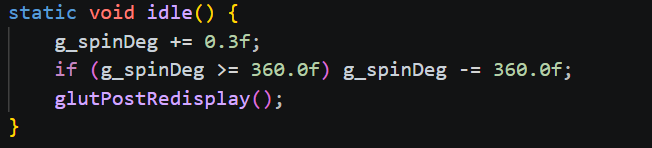 static void idle() {
    g_spinDeg += 0.3f;
    if (g_spinDeg >= 360.0f) g_spinDeg -= 360.0f;
    glutPostRedisplay();
}